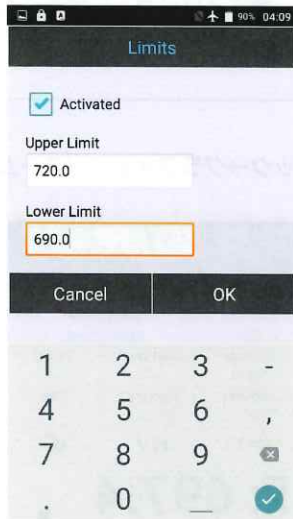 90% 04:09
Limits
Activated
Upper Limit
720.0
Lower Limit
690.0
Cancel OK
1 2 3 -
4 5 6 ,
7 8 9
. 0 _